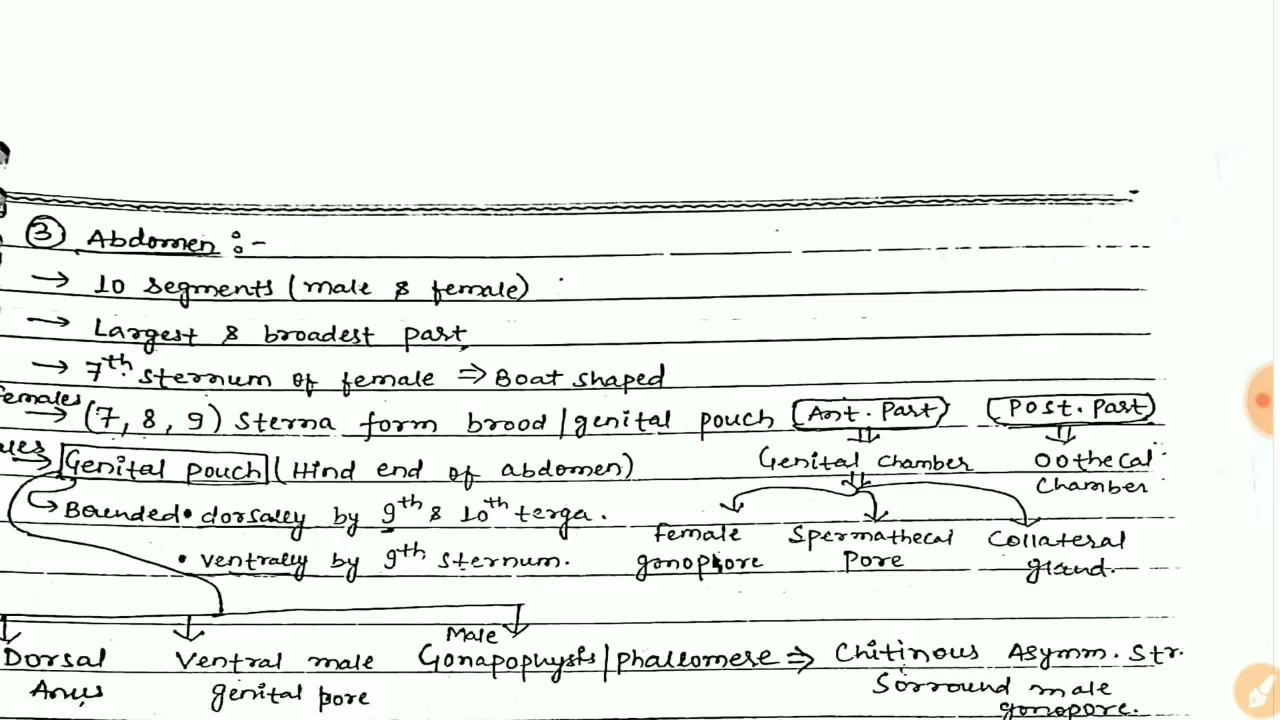 ③ Abdomen :-
→ 10 segments (male & female)
→ Largest & broadest part
→ 7th sternum of female ⇒ Boat shaped
females → (7, 8, 9) Sterna form brood/genital pouch Ant. Part Post. Part
Genital pouch (Hind end of abdomen) Genital chamber Oothecal chamber
Bounded • dorsally by 9th & 10th terga.
• ventrally by 9th sternum.
Female gonophore Spermathecal Pore Collateral gland.
Dorsal Anus Ventral male genital pore Male Gonapophysis/phallomere ⇒ Chitinous Asymm. Str.
Sorround male
gonopore.